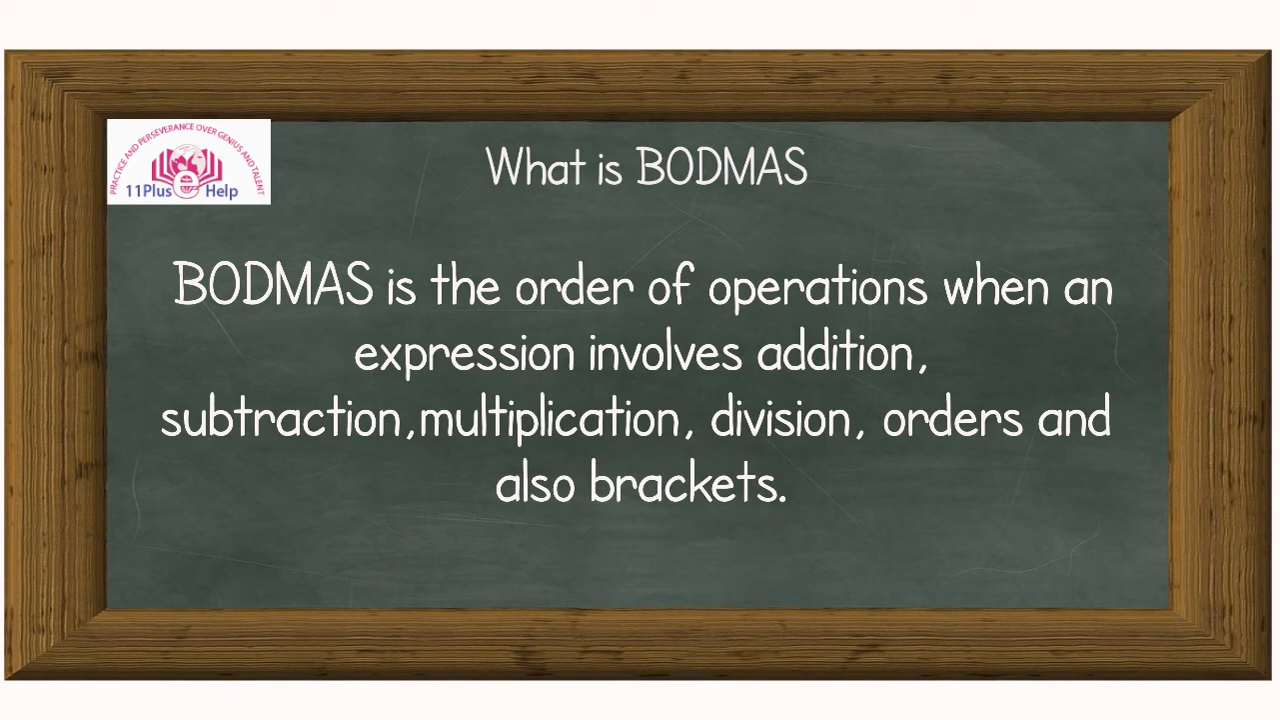 PRACTICE AND PERSEVERANCE OVER GENIUS AND TALENT
11Plus e Help
What is BODMAS
BODMAS is the order of operations when an
expression involves addition,
subtraction,multiplication, division, orders and
also brackets.